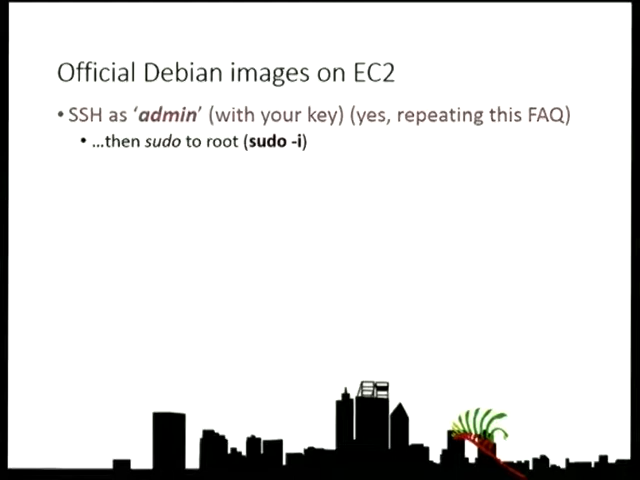 Official Debian images on EC2
• SSH as ‘admin’ (with your key) (yes, repeating this FAQ)
• …then sudo to root (sudo -i)